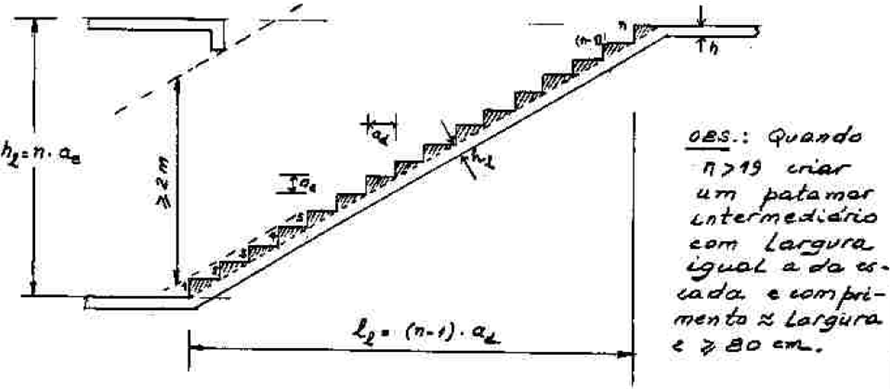 n
(n-1)
h
h_l = n . a_e
≥ 2 m
a_d
a_e
h_l
5
4
3
2
1
l_l = (n-1) . a_d
OBS.: Quando
n > 19 criar
um patamar
intermediário
com largura
igual a da es-
cada e compri-
mento ≈ largura
e ≥ 80 cm.